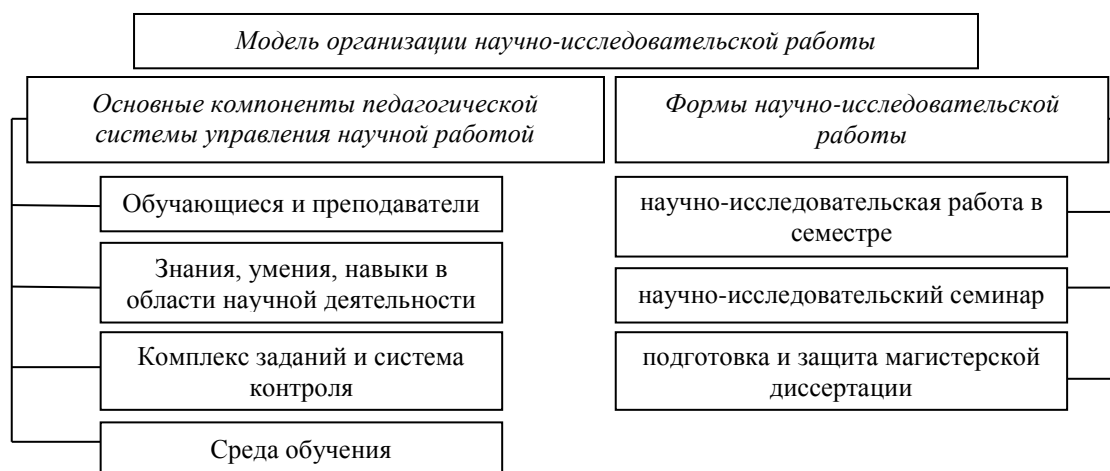 Модель организации научно-исследовательской работы
Основные компоненты педагогической
системы управления научной работой
Формы научно-исследовательской
работы
Обучающиеся и преподаватели
Знания, умения, навыки в
области научной деятельности
Комплекс заданий и система
контроля
Среда обучения
научно-исследовательская работа в
семестре
научно-исследовательский семинар
подготовка и защита магистерской
диссертации